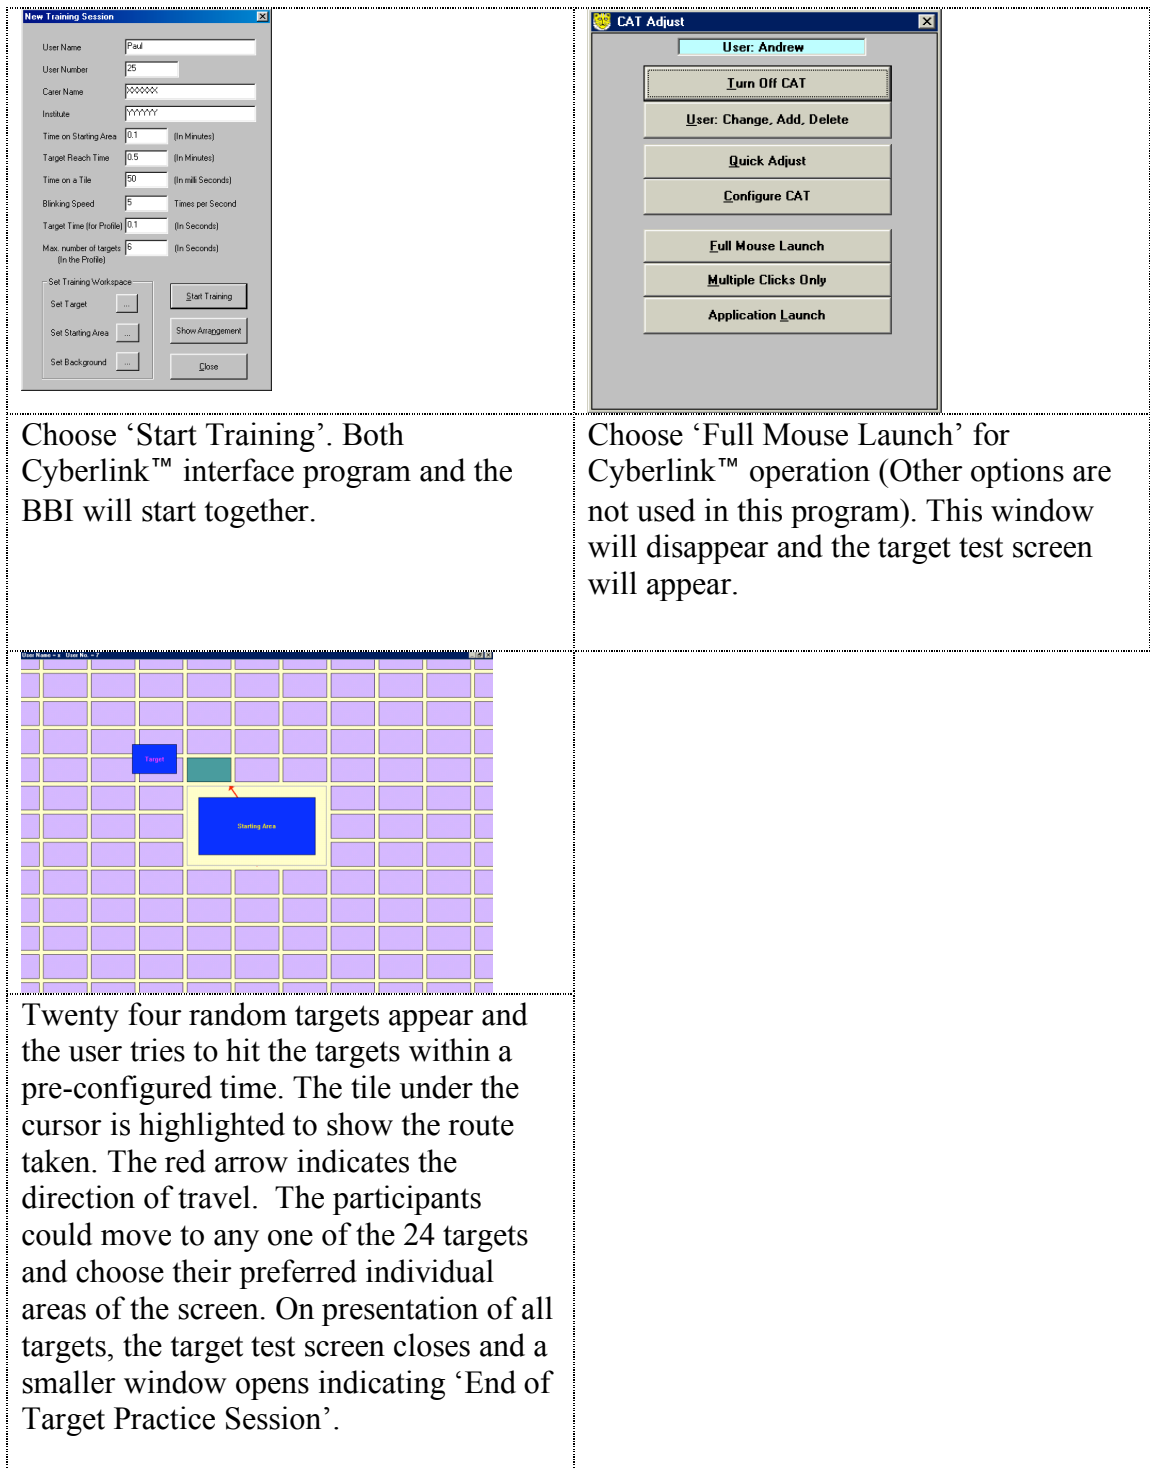 New Training Session
User Name Paul
User Number 25
Carer Name XXXXXX
Institute YYYYYY
Time on Starting Area 0.1 (In Minutes)
Target Reach Time 0.5 (In Minutes)
Time on a Tile 50 (In milli Seconds)
Blinking Speed 5 Times per Second
Target Time (for Profile) 0.1 (In Seconds)
Max. number of targets 6 (In Seconds)
(In the Profile)
Set Training Workspace
Set Target ...
Set Starting Area ...
Set Background ...
Start Training
Show Arrangement
Close
CAT Adjust
User: Andrew
Turn Off CAT
User: Change, Add, Delete
Quick Adjust
Configure CAT
Full Mouse Launch
Multiple Clicks Only
Application Launch
Choose ‘Start Training’. Both
Cyberlink™ interface program and the
BBI will start together.
Choose ‘Full Mouse Launch’ for
Cyberlink™ operation (Other options are
not used in this program). This window
will disappear and the target test screen
will appear.
User Name - x User No. - 7
Target
Starting Area
Twenty four random targets appear and
the user tries to hit the targets within a
pre-configured time. The tile under the
cursor is highlighted to show the route
taken. The red arrow indicates the
direction of travel.  The participants
could move to any one of the 24 targets
and choose their preferred individual
areas of the screen. On presentation of all
targets, the target test screen closes and a
smaller window opens indicating ‘End of
Target Practice Session’.